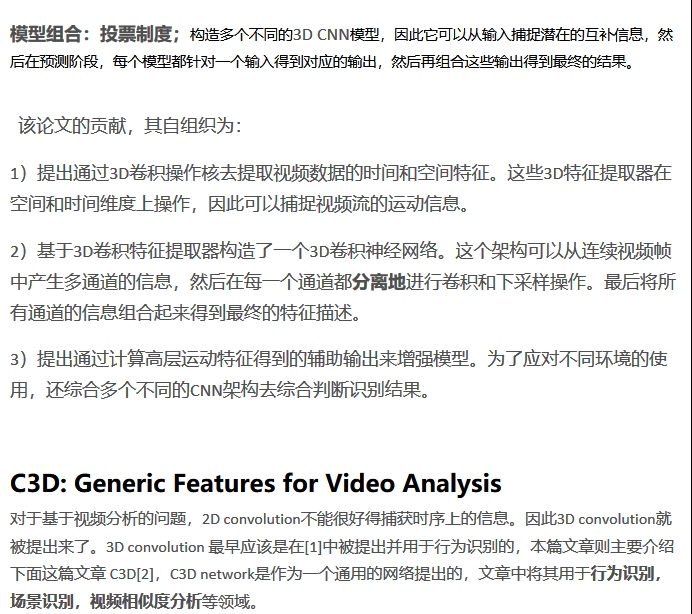 模型组合：投票制度；构造多个不同的3D CNN模型，因此它可以从输入捕捉潜在的互补信息，然
后在预测阶段，每个模型都针对一个输入得到对应的输出，然后再组合这些输出得到最终的结果。
该论文的贡献，其自组织为：
1）提出通过3D卷积操作核去提取视频数据的时间和空间特征。这些3D特征提取器在
空间和时间维度上操作，因此可以捕捉视频流的运动信息。
2）基于3D卷积特征提取器构造了一个3D卷积神经网络。这个架构可以从连续视频帧
中产生多通道的信息，然后在每一个通道都分离地进行卷积和下采样操作。最后将所
有通道的信息组合起来得到最终的特征描述。
3）提出通过计算高层运动特征得到的辅助输出来增强模型。为了应对不同环境的使
用，还综合多个不同的CNN架构去综合判断识别结果。
C3D: Generic Features for Video Analysis
对于基于视频分析的问题，2D convolution不能很好得捕获时序上的信息。因此3D convolution就
被提出来了。3D convolution 最早应该是在[1]中被提出并用于行为识别的，本篇文章则主要介绍
下面这篇文章 C3D[2]，C3D network是作为一个通用的网络提出的，文章中将其用于行为识别，
场景识别，视频相似度分析等领域。